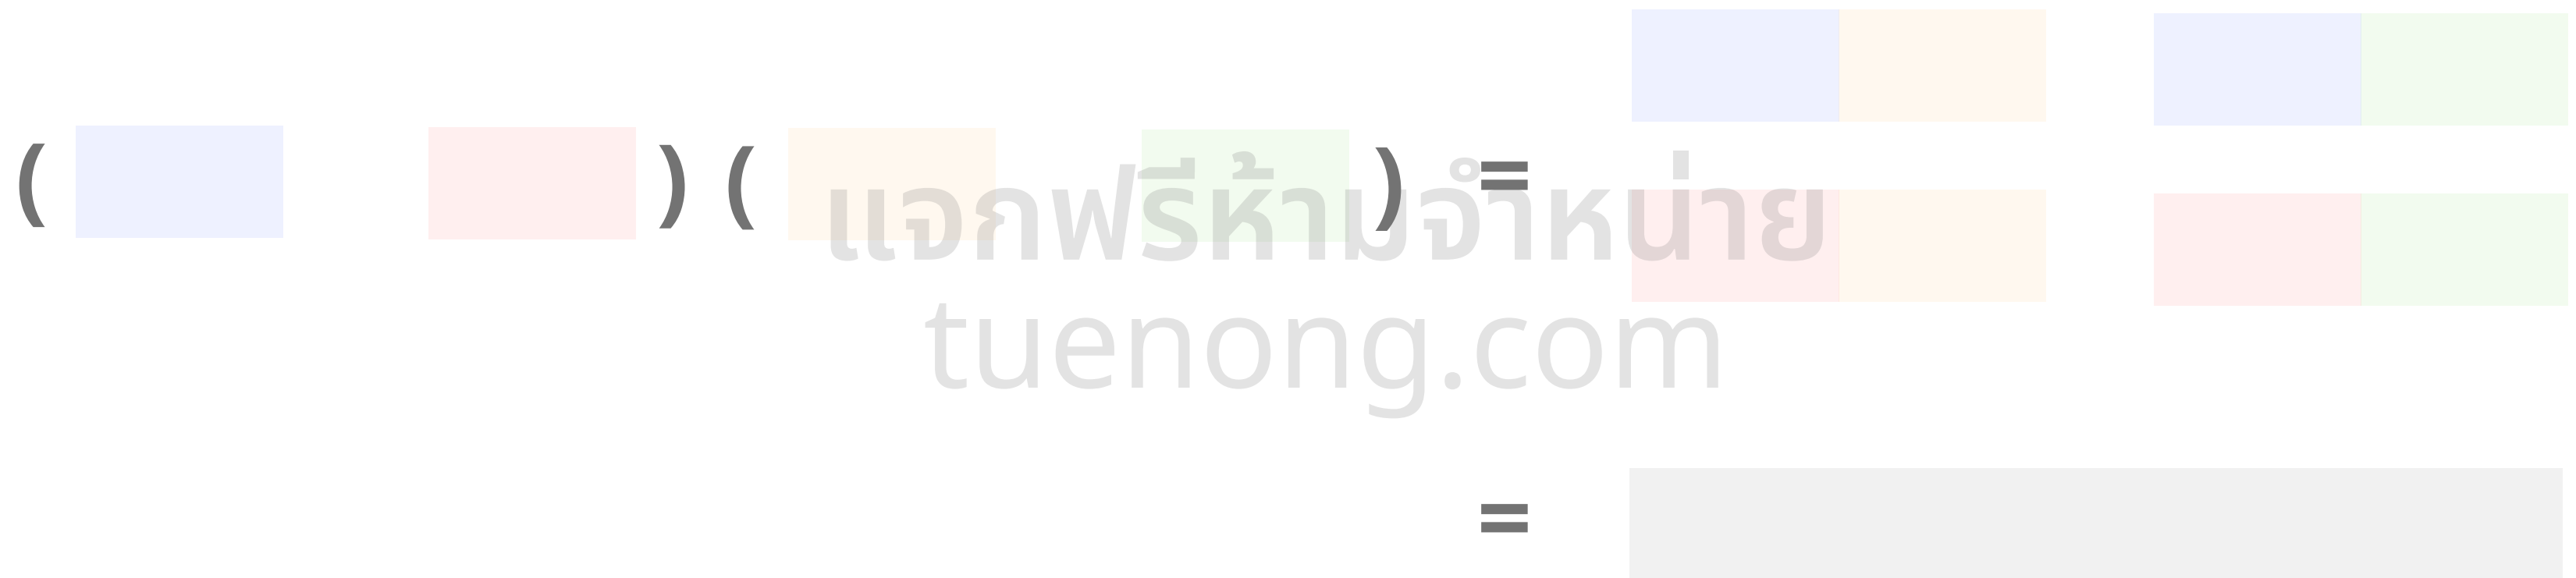 (    ) (    ) =
แจกฟรีห้ามจำหน่าย
tuenong.com
=